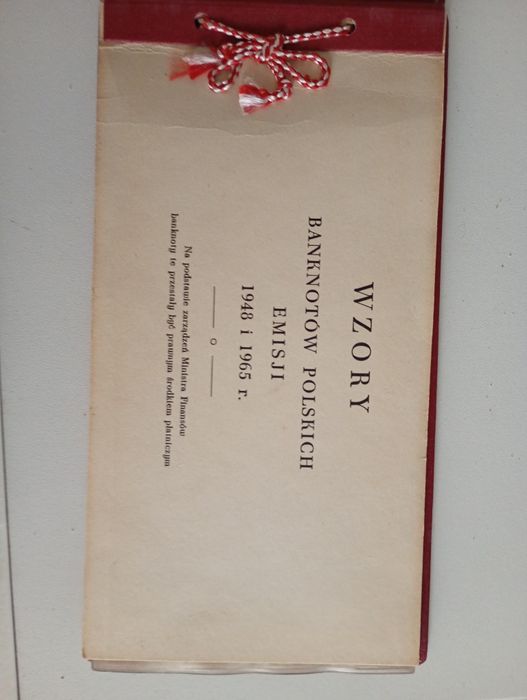 WZORY
BANKNOTÓW POLSKICH
EMISJI
1948 i 1965 r.
o
Na podstawie zarządzeń Ministra Finansów
banknoty te przestały być prawnym środkiem płatniczym